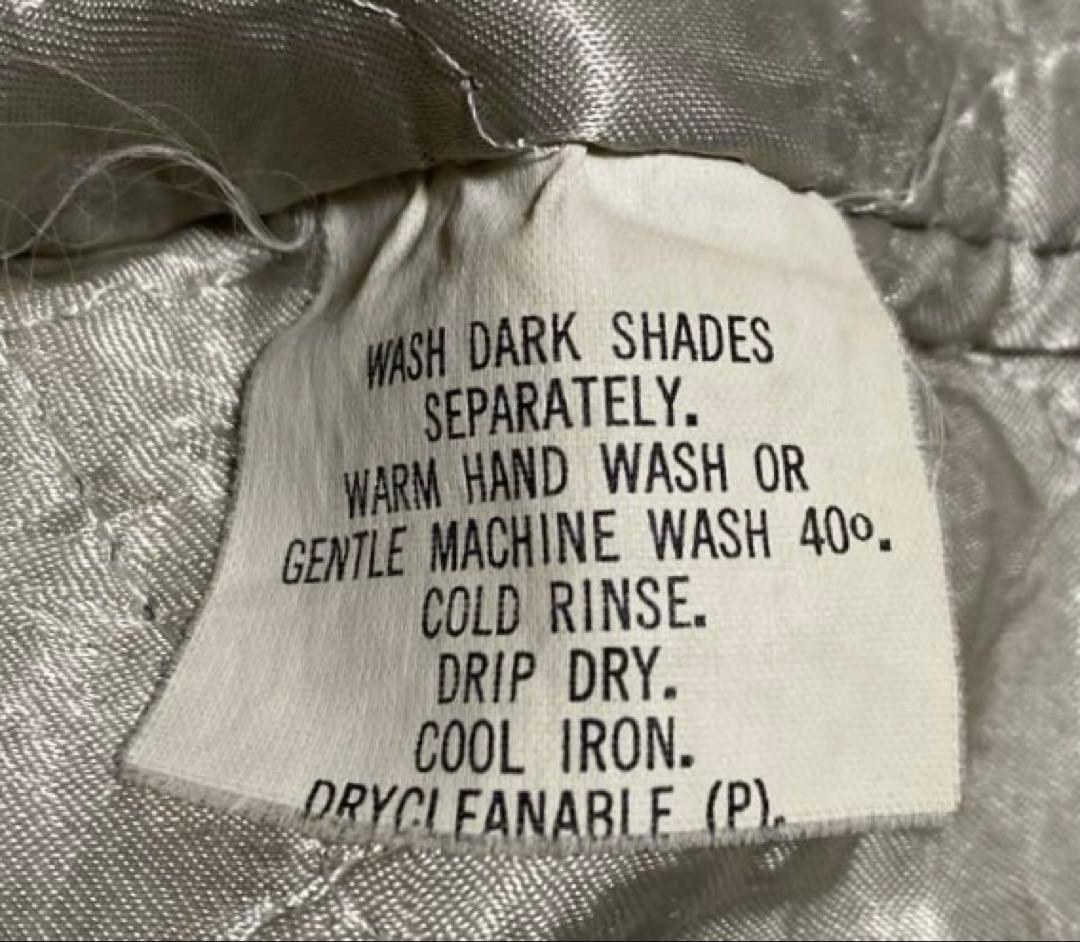 WASH DARK SHADES
SEPARATELY.
WARM HAND WASH OR
GENTLE MACHINE WASH 40º.
COLD RINSE.
DRIP DRY.
COOL IRON.
DRYCLEANABLE (P).